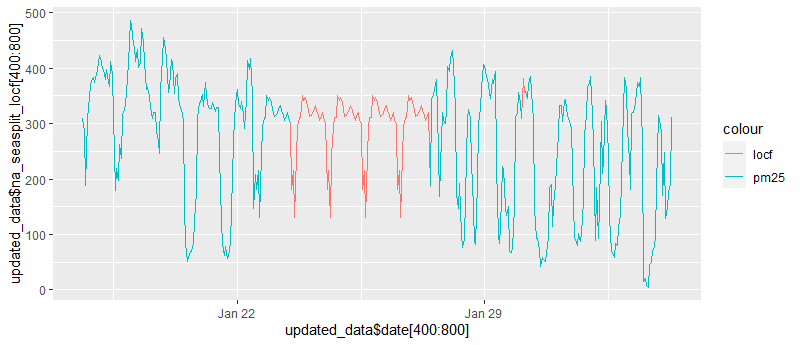 500
400
300
200
100
0
updated_data$na_seasplit_locf[400:800]
Jan 22
Jan 29
updated_data$date[400:800]
colour
locf
pm25